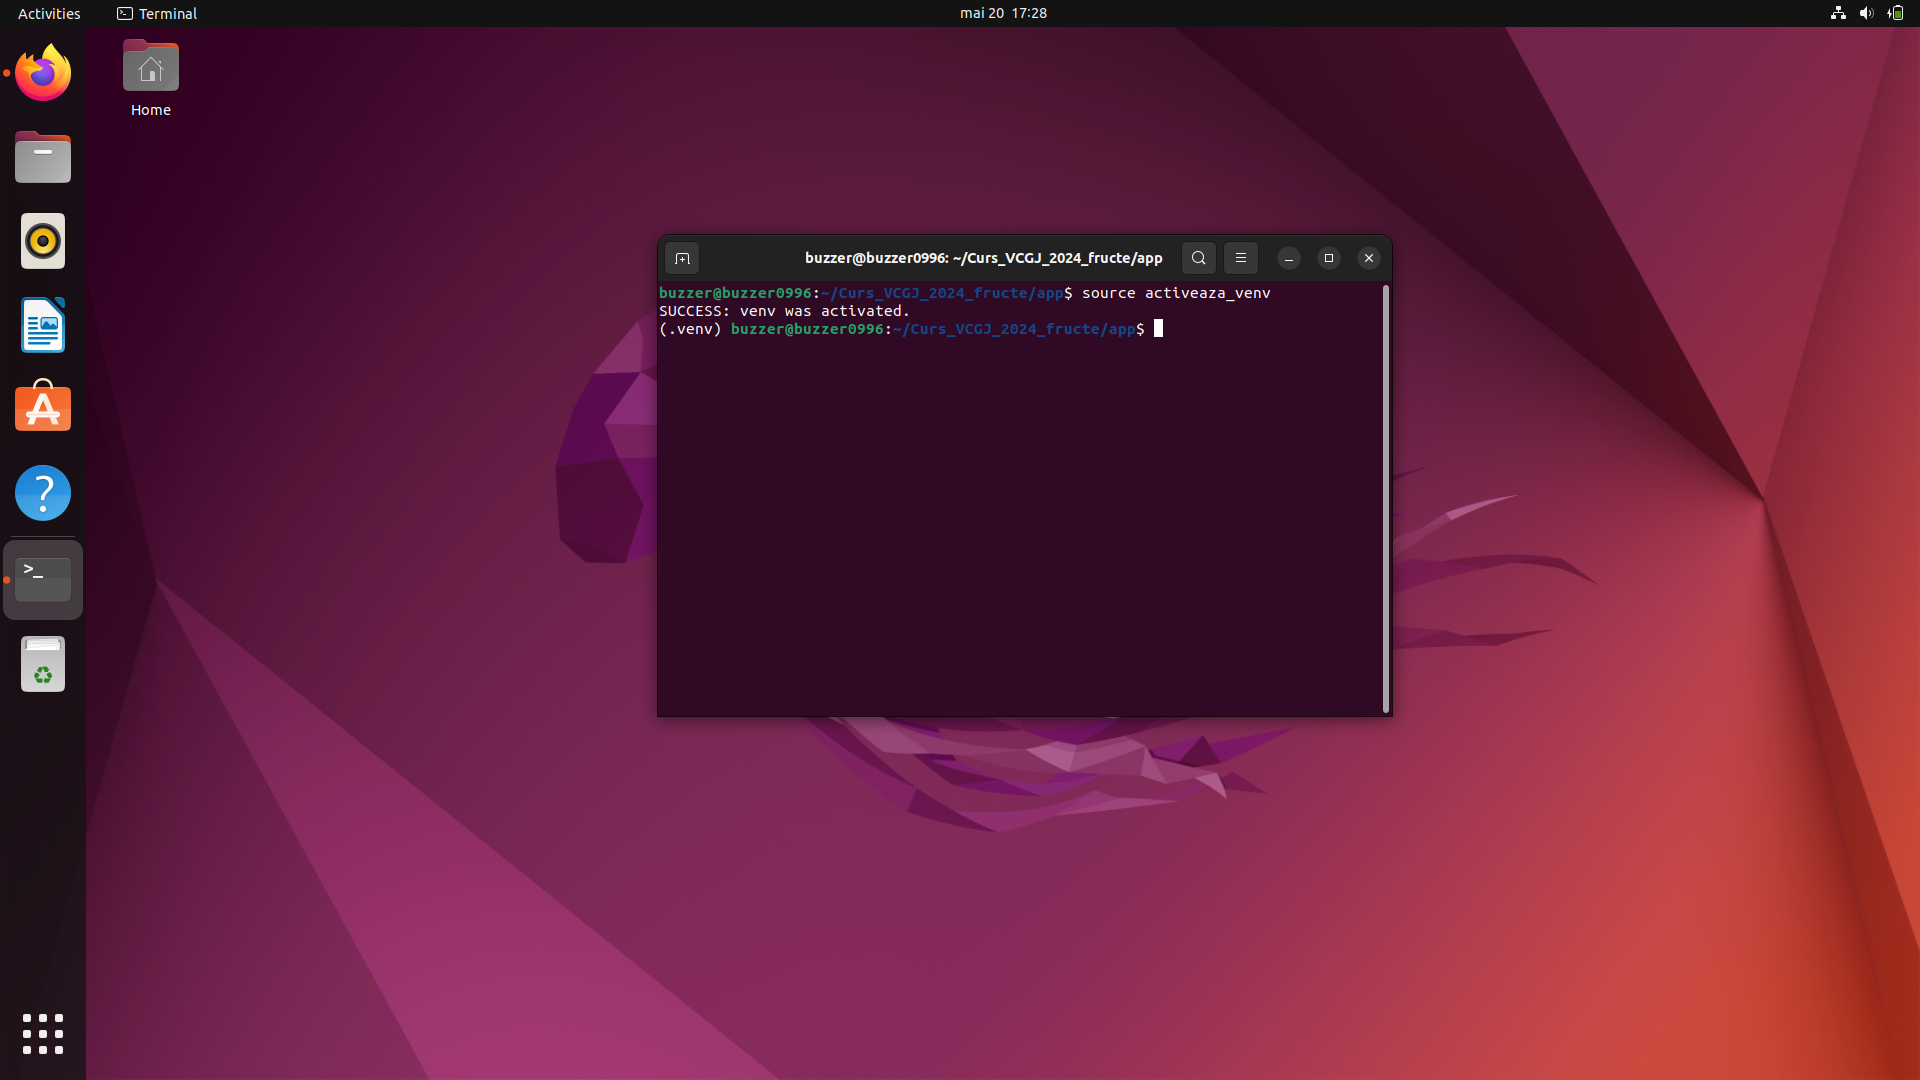 Activities
Terminal
mai 20 17:28
Home
buzzer@buzzer0996: ~/Curs_VCGJ_2024_fructe/app
buzzer@buzzer0996:~/Curs_VCGJ_2024_fructe/app$ source activeaza_venv
SUCCESS: venv was activated.
(.venv) buzzer@buzzer0996:~/Curs_VCGJ_2024_fructe/app$